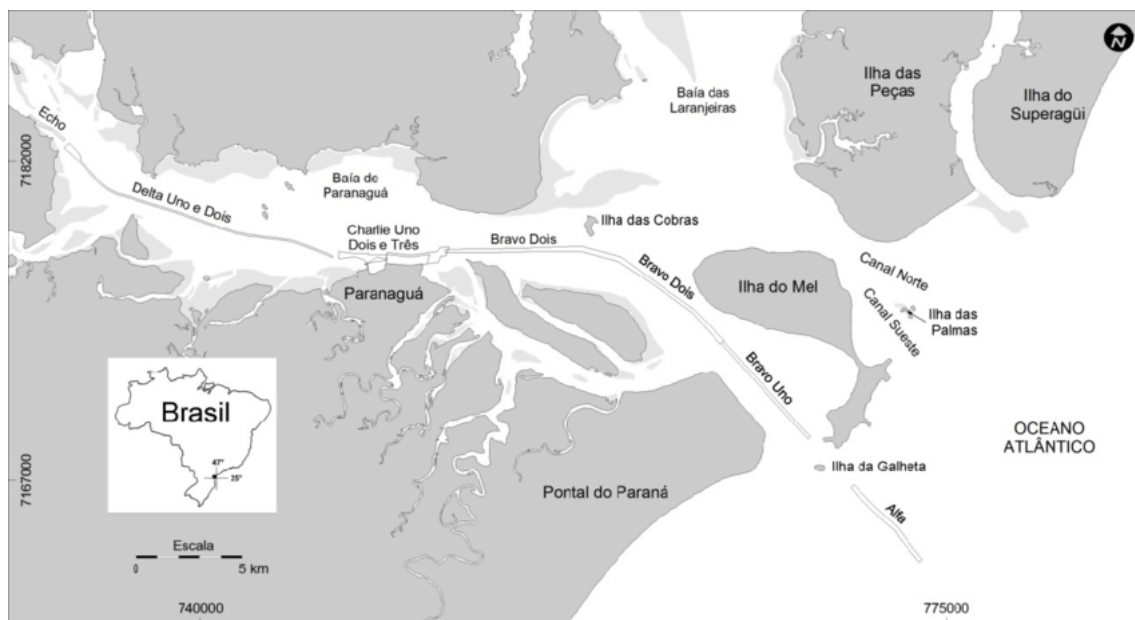 N
Ilha das
Peças
Ilha do
Superagüi
Baía das
Laranjeiras
Echo
7182000
Baía de
Paranaguá
Delta Uno e Dois
Ilha das Cobras
Charlie Uno
Dois e Três
Bravo Dois
Bravo Dois
Canal Norte
Paranaguá
Ilha do Mel
Ilha das
Palmas
Canal Sueste
Bravo Uno
Brasil
47°
25°
OCEANO
ATLÂNTICO
7167000
Ilha da Galheta
Pontal do Paraná
Alfa
Escala
0
5 km
740000
775000